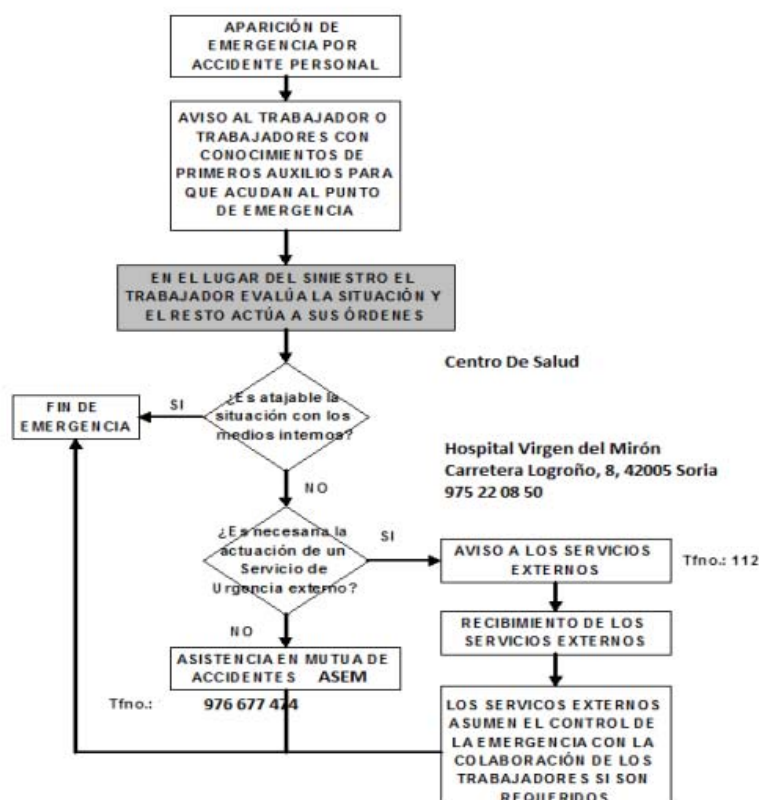 APARICIÓN DE
EMERGENCIA POR
ACCIDENTE PERSONAL
AVISO AL TRABAJADOR O
TRABAJADORES CON
CONOCIMIENTOS DE
PRIMEROS AUXILIOS PARA
QUE ACUDAN AL PUNTO
DE EMERGENCIA
EN EL LUGAR DEL SINIESTRO EL
TRABAJADOR EVALÚA LA SITUACIÓN Y
EL RESTO ACTÚA A SUS ÓRDENES
Centro De Salud
¿Es atajable la
situación con los
medios internos?
SI
FIN DE
EMERGENCIA
Hospital Virgen del Mirón
Carretera Logroño, 8, 42005 Soria
975 22 08 50
NO
¿Es necesaria la
actuación de un
Servicio de
Urgencia externo?
SI
AVISO A LOS SERVICIOS
EXTERNOS
Tfno.: 112
RECIBIMIENTO DE LOS
SERVICIOS EXTERNOS
NO
ASISTENCIA EN MUTUA DE
ACCIDENTES ASEM
Tfno.: 976 677 474
LOS SERVICOS EXTERNOS
ASUMEN EL CONTROL DE
LA EMERGENCIA CON LA
COLABORACIÓN DE LOS
TRABAJADORES SI SON
REQUERIDOS